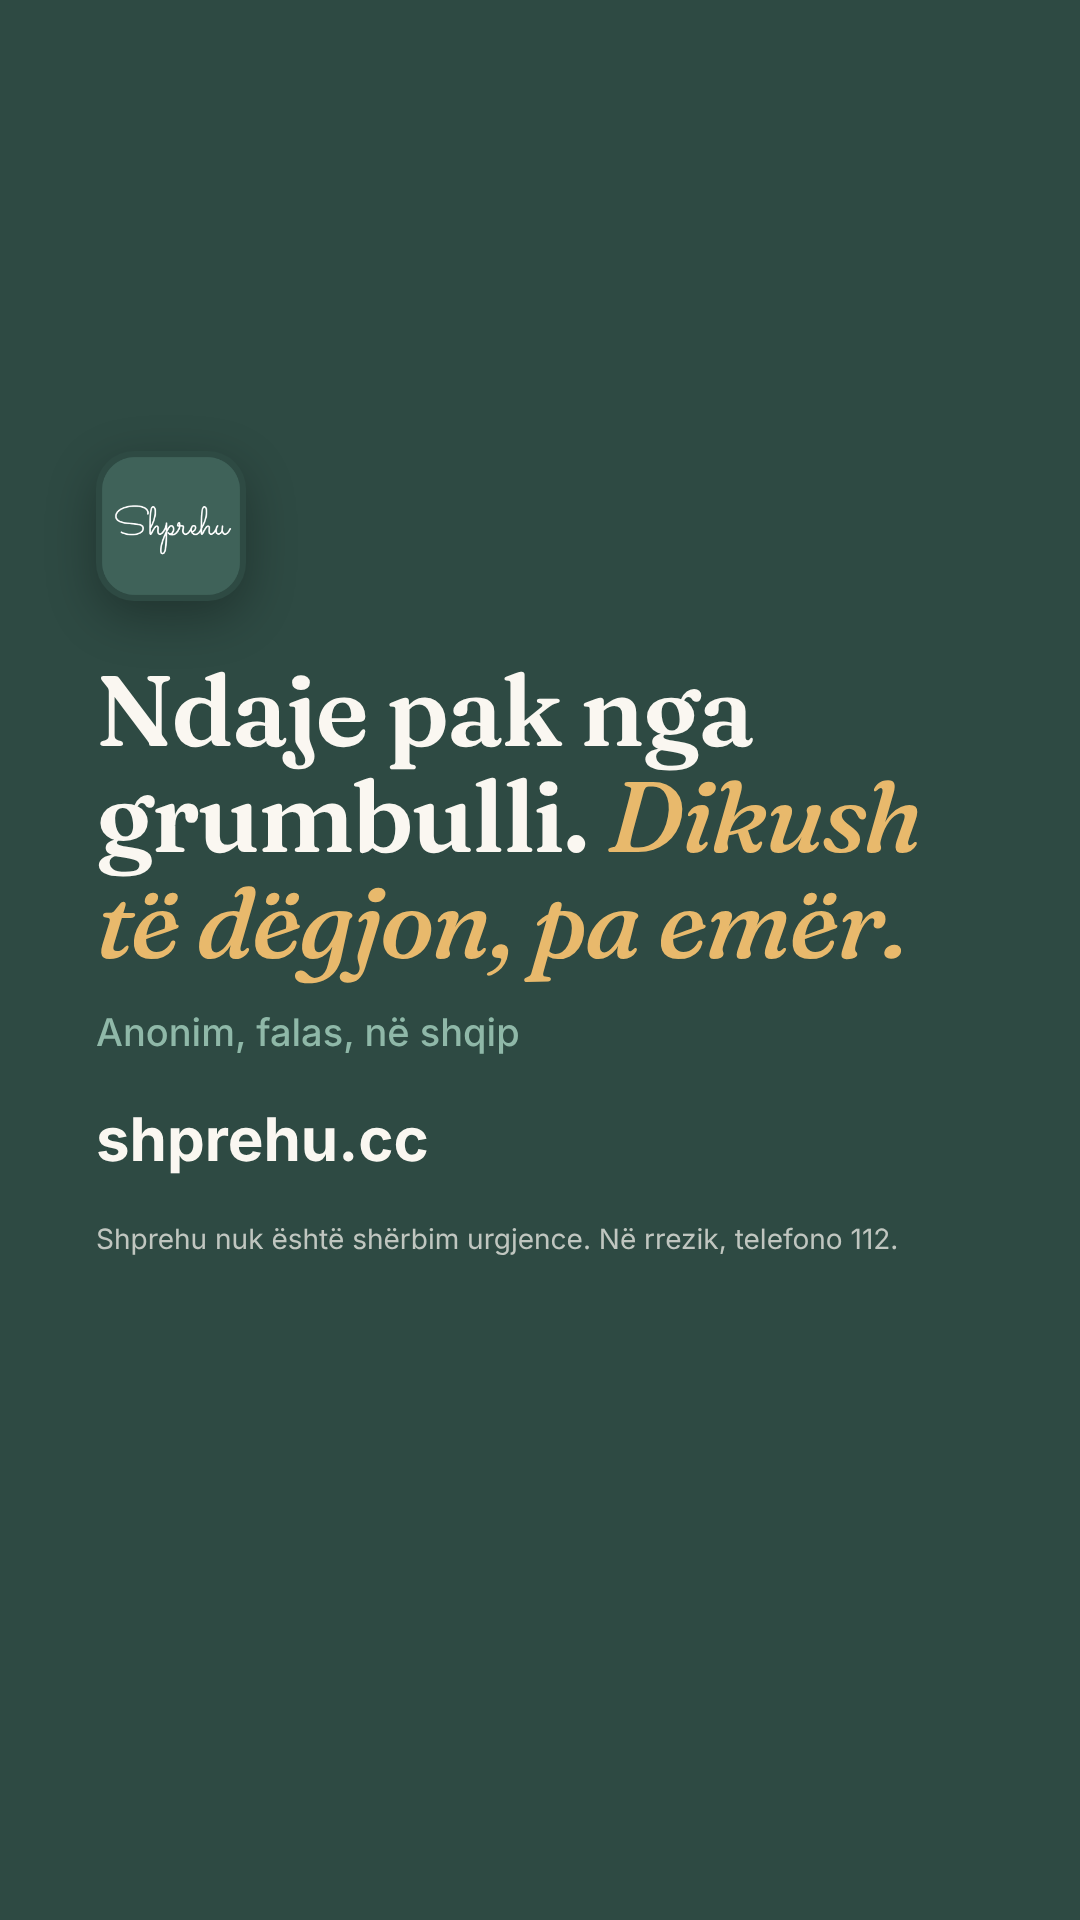 Shprehu
Ndaje pak nga
grumbulli. Dikush
të dëgjon, pa emër.
Anonim, falas, në shqip
shprehu.cc
Shprehu nuk është shërbim urgjence. Në rrezik, telefono 112.